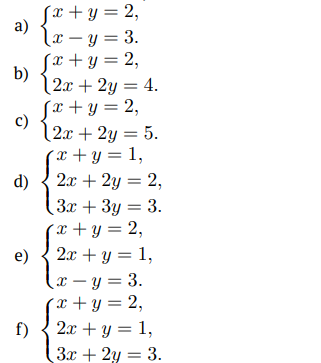 a) { x + y = 2,
x − y = 3.
b) { x + y = 2,
2x + 2y = 4.
c) { x + y = 2,
2x + 2y = 5.
d) { x + y = 1,
2x + 2y = 2,
3x + 3y = 3.
e) { x + y = 2,
2x + y = 1,
x − y = 3.
f) { x + y = 2,
2x + y = 1,
3x + 2y = 3.